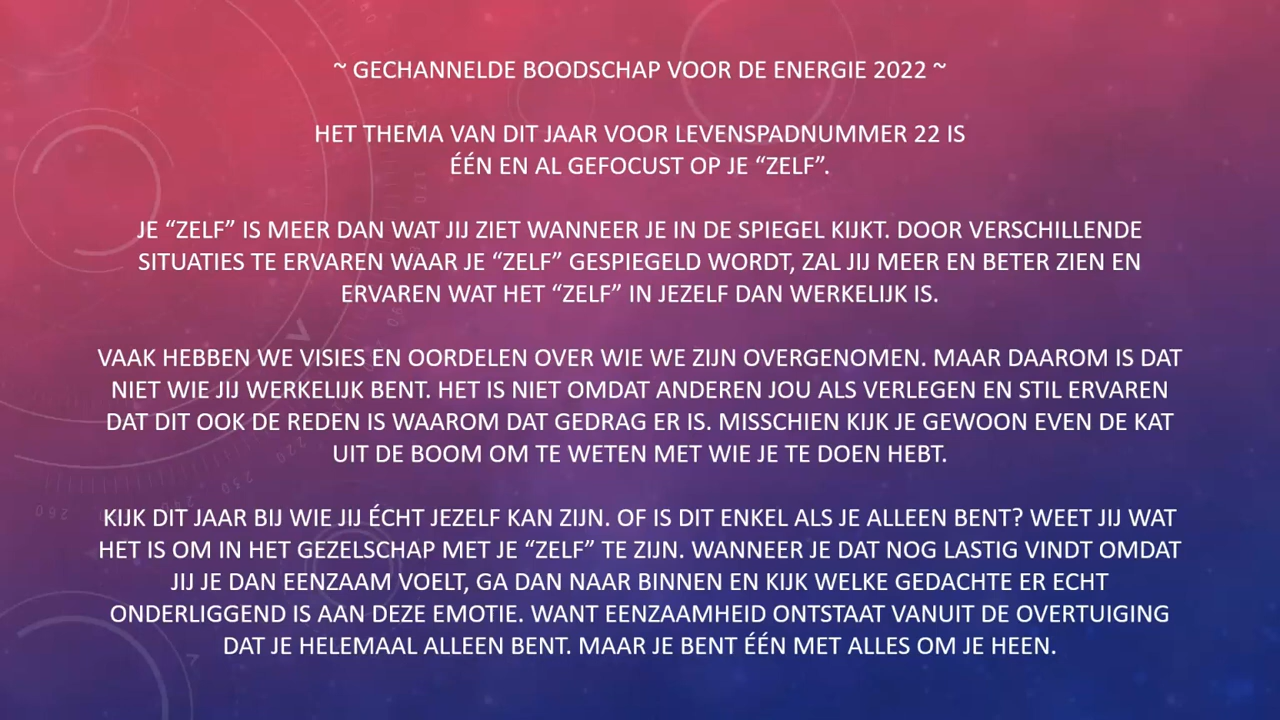 ~ GECHANNELDE BOODSCHAP VOOR DE ENERGIE 2022 ~
HET THEMA VAN DIT JAAR VOOR LEVENSPADNUMMER 22 IS
ÉÉN EN AL GEFOCUST OP JE “ZELF”.
JE “ZELF” IS MEER DAN WAT JIJ ZIET WANNEER JE IN DE SPIEGEL KIJKT. DOOR VERSCHILLENDE
SITUATIES TE ERVAREN WAAR JE “ZELF” GESPIEGELD WORDT, ZAL JIJ MEER EN BETER ZIEN EN
ERVAREN WAT HET “ZELF” IN JEZELF DAN WERKELIJK IS.
VAAK HEBBEN WE VISIES EN OORDELEN OVER WIE WE ZIJN OVERGENOMEN. MAAR DAAROM IS DAT
NIET WIE JIJ WERKELIJK BENT. HET IS NIET OMDAT ANDEREN JOU ALS VERLEGEN EN STIL ERVAREN
DAT DIT OOK DE REDEN IS WAAROM DAT GEDRAG ER IS. MISSCHIEN KIJK JE GEWOON EVEN DE KAT
UIT DE BOOM OM TE WETEN MET WIE JE TE DOEN HEBT.
KIJK DIT JAAR BIJ WIE JIJ ÉCHT JEZELF KAN ZIJN. OF IS DIT ENKEL ALS JE ALLEEN BENT? WEET JIJ WAT
HET IS OM IN HET GEZELSCHAP MET JE “ZELF” TE ZIJN. WANNEER JE DAT NOG LASTIG VINDT OMDAT
JIJ JE DAN EENZAAM VOELT, GA DAN NAAR BINNEN EN KIJK WELKE GEDACHTE ER ECHT
ONDERLIGGEND IS AAN DEZE EMOTIE. WANT EENZAAMHEID ONTSTAAT VANUIT DE OVERTUIGING
DAT JE HELEMAAL ALLEEN BENT. MAAR JE BENT ÉÉN MET ALLES OM JE HEEN.
170
190
220
230
240
260